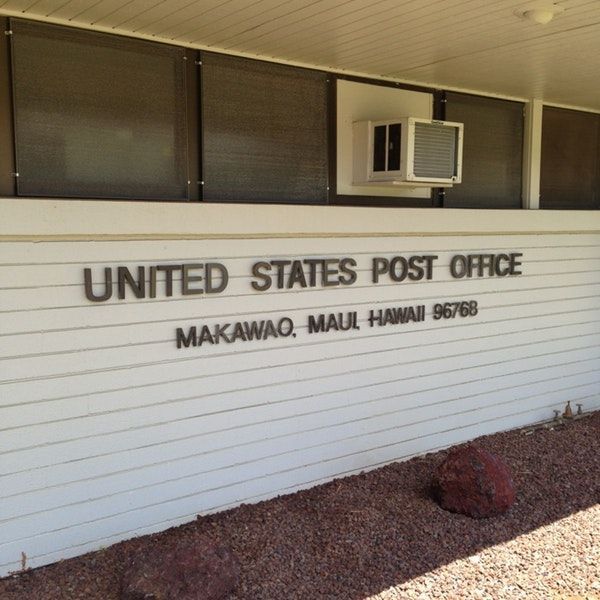 UNITED STATES POST OFFICE
MAKAWAO, MAUI, HAWAII 96768